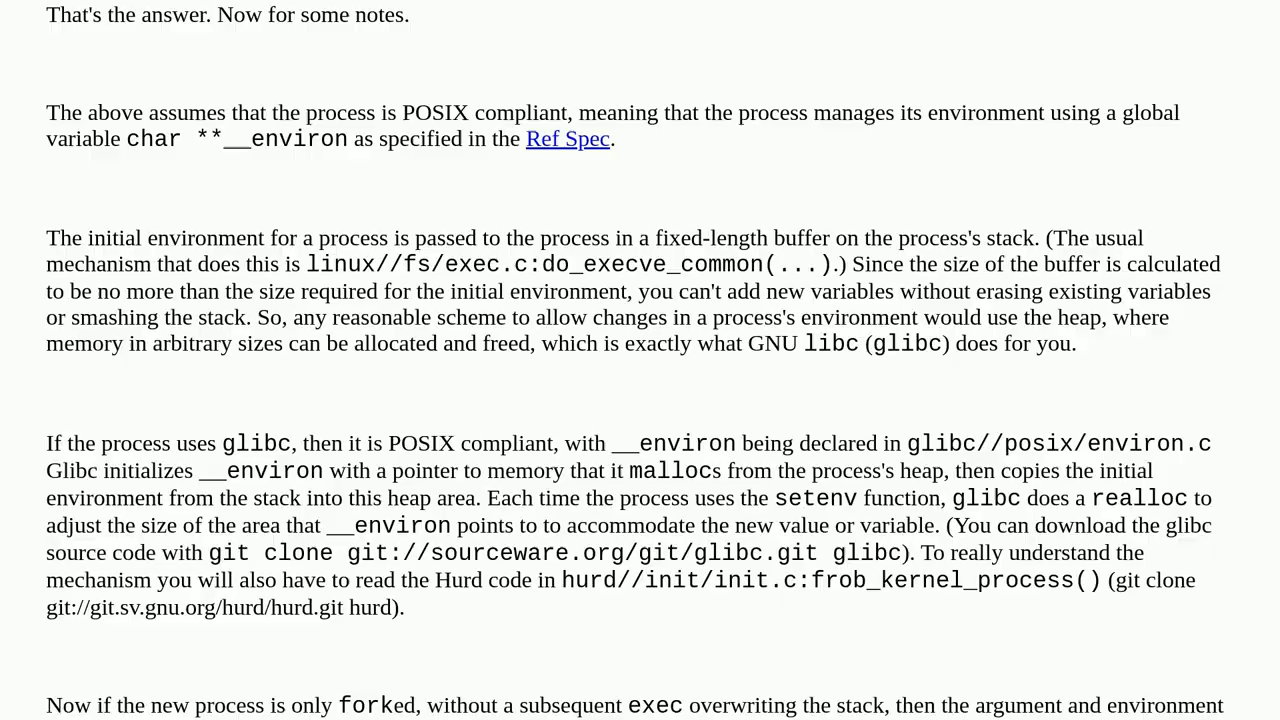 That's the answer. Now for some notes.
The above assumes that the process is POSIX compliant, meaning that the process manages its environment using a global
variable char **__environ as specified in the Ref Spec.
The initial environment for a process is passed to the process in a fixed-length buffer on the process's stack. (The usual
mechanism that does this is linux//fs/exec.c:do_execve_common(...).) Since the size of the buffer is calculated
to be no more than the size required for the initial environment, you can't add new variables without erasing existing variables
or smashing the stack. So, any reasonable scheme to allow changes in a process's environment would use the heap, where
memory in arbitrary sizes can be allocated and freed, which is exactly what GNU libc (glibc) does for you.
If the process uses glibc, then it is POSIX compliant, with __environ being declared in glibc//posix/environ.c
Glibc initializes __environ with a pointer to memory that it mallocs from the process's heap, then copies the initial
environment from the stack into this heap area. Each time the process uses the setenv function, glibc does a realloc to
adjust the size of the area that __environ points to to accommodate the new value or variable. (You can download the glibc
source code with git clone git://sourceware.org/git/glibc.git glibc). To really understand the
mechanism you will also have to read the Hurd code in hurd//init/init.c:frob_kernel_process() (git clone
git://git.sv.gnu.org/hurd/hurd.git hurd).
Now if the new process is only forked, without a subsequent exec overwriting the stack, then the argument and environment